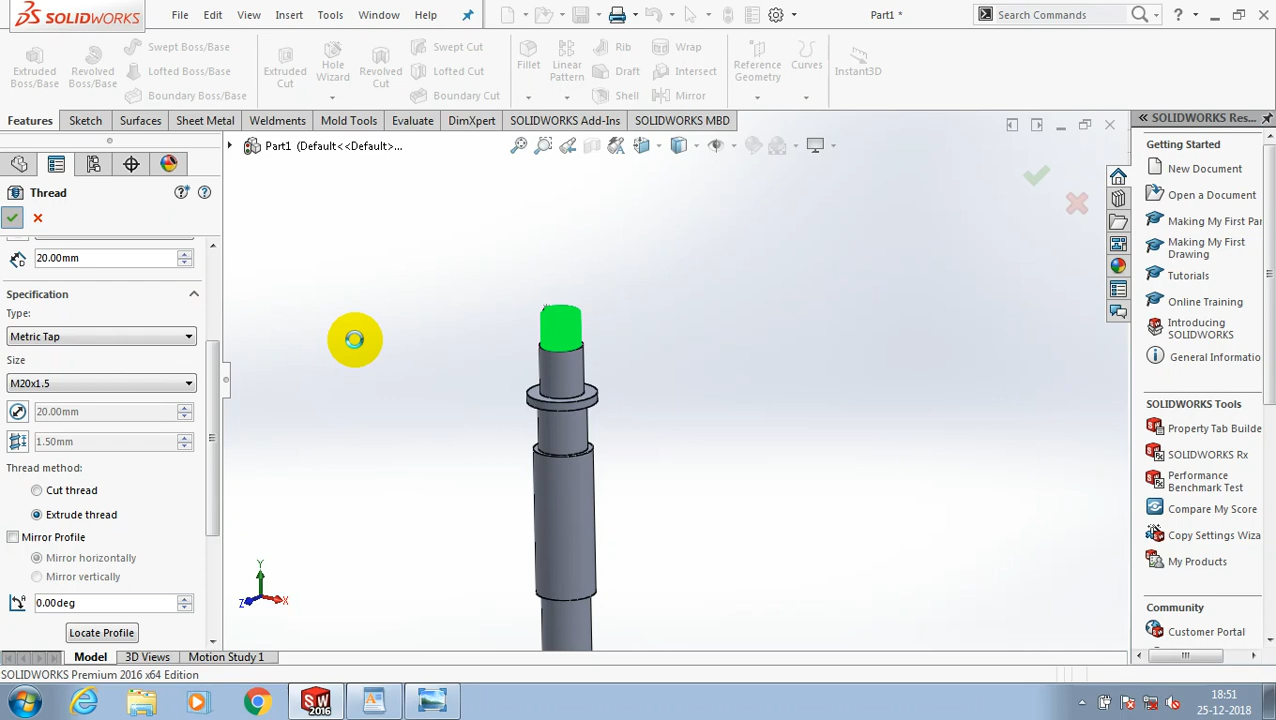 SOLIDWORKS File Edit View Insert Tools Window Help Part1 * Search Commands
Extruded Boss/Base
Revolved Boss/Base
Swept Boss/Base
Lofted Boss/Base
Boundary Boss/Base
Extruded Cut
Hole Wizard
Revolved Cut
Swept Cut
Lofted Cut
Boundary Cut
Fillet
Linear Pattern
Rib
Draft
Shell
Wrap
Intersect
Mirror
Reference Geometry
Curves
Instant3D
Features Sketch Surfaces Sheet Metal Weldments Mold Tools Evaluate DimXpert SOLIDWORKS Add-Ins SOLIDWORKS MBD
Part1 (Default<<Default>...
Thread
20.00mm
Specification
Type:
Metric Tap
Size
M20x1.5
20.00mm
1.50mm
Thread method:
Cut thread
Extrude thread
Mirror Profile
Mirror horizontally
Mirror vertically
0.00deg
Locate Profile
Y
Z
X
SOLIDWORKS Res...
Getting Started
New Document
Open a Document
Making My First Par
Making My First
Drawing
Tutorials
Online Training
Introducing
SOLIDWORKS
General Informatio
SOLIDWORKS Tools
Property Tab Builde
SOLIDWORKS Rx
Performance
Benchmark Test
Compare My Score
Copy Settings Wiza
My Products
Community
Customer Portal
Model 3D Views Motion Study 1
SOLIDWORKS Premium 2016 x64 Edition
SW
2016
18:51
25-12-2018